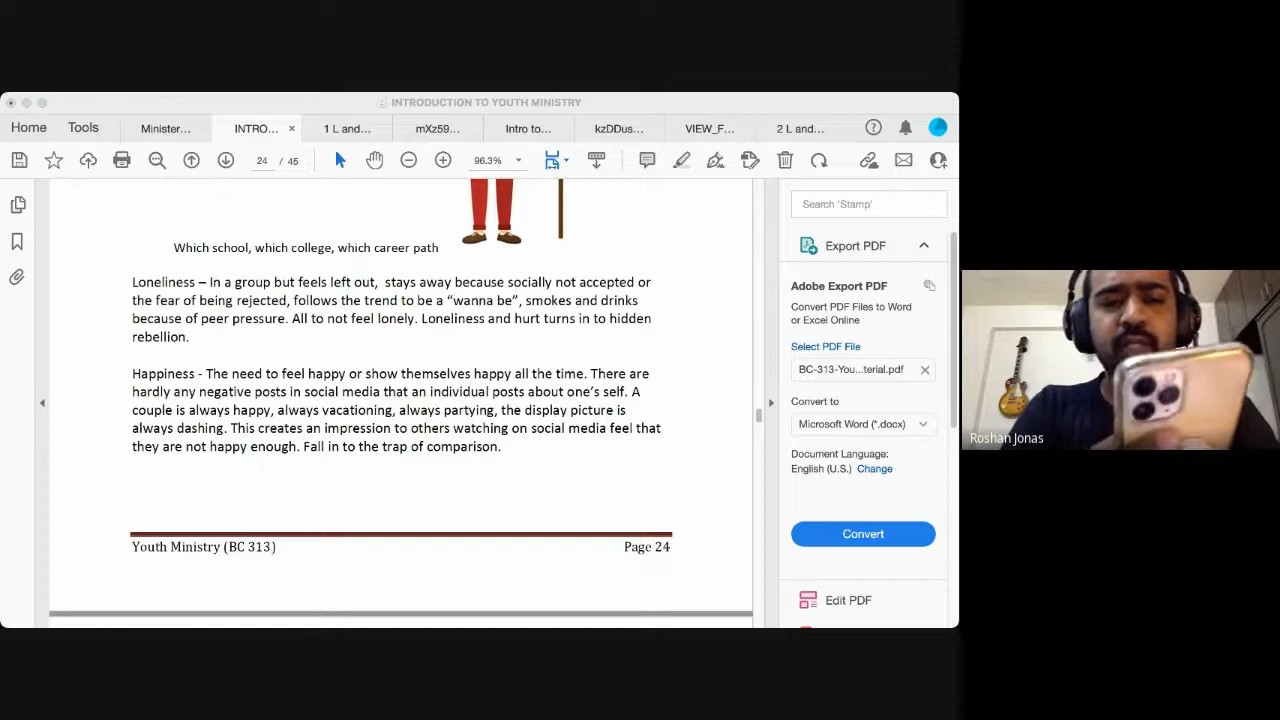 INTRODUCTION TO YOUTH MINISTRY
Home
Tools
Minister...
INTRO...
1 L and...
mXz59...
Intro to...
kzDDus...
VIEW_F...
2 L and...
24 / 45
96.3%
Which school, which college, which career path
Loneliness – In a group but feels left out, stays away because socially not accepted or
the fear of being rejected, follows the trend to be a “wanna be”, smokes and drinks
because of peer pressure. All to not feel lonely. Loneliness and hurt turns in to hidden
rebellion.
Happiness - The need to feel happy or show themselves happy all the time. There are
hardly any negative posts in social media that an individual posts about one’s self. A
couple is always happy, always vacationing, always partying, the display picture is
always dashing. This creates an impression to others watching on social media feel that
they are not happy enough. Fall in to the trap of comparison.
Youth Ministry (BC 313)
Page 24
Search 'Stamp'
Export PDF
Adobe Export PDF
Convert PDF Files to Word
or Excel Online
Select PDF File
BC-313-You...terial.pdf
Convert to
Microsoft Word (*.docx)
Document Language:
English (U.S.) Change
Convert
Edit PDF
Roshan Jonas